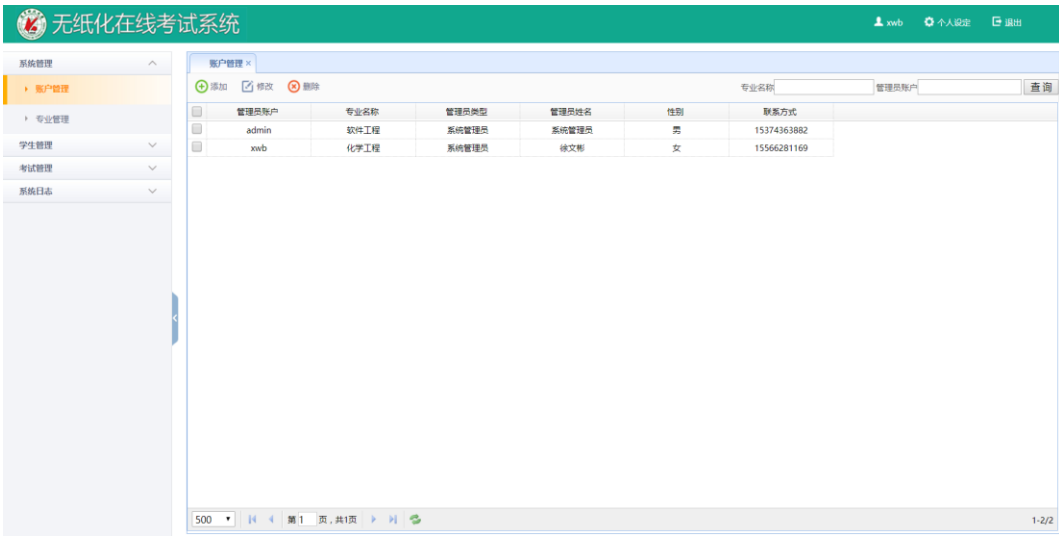 无纸化在线考试系统
xwb 个人设定 退出
系统管理
账户管理
专业管理
学生管理
考试管理
系统日志
账户管理 ×
添加 修改 删除 专业名称 管理员账户 查询
管理员账户 专业名称 管理员类型 管理员姓名 性别 联系方式
admin 软件工程 系统管理员 系统管理员 男 15374363882
xwb 化学工程 系统管理员 徐文彬 女 15566281169
500 第 1 页，共1页 1-2/2